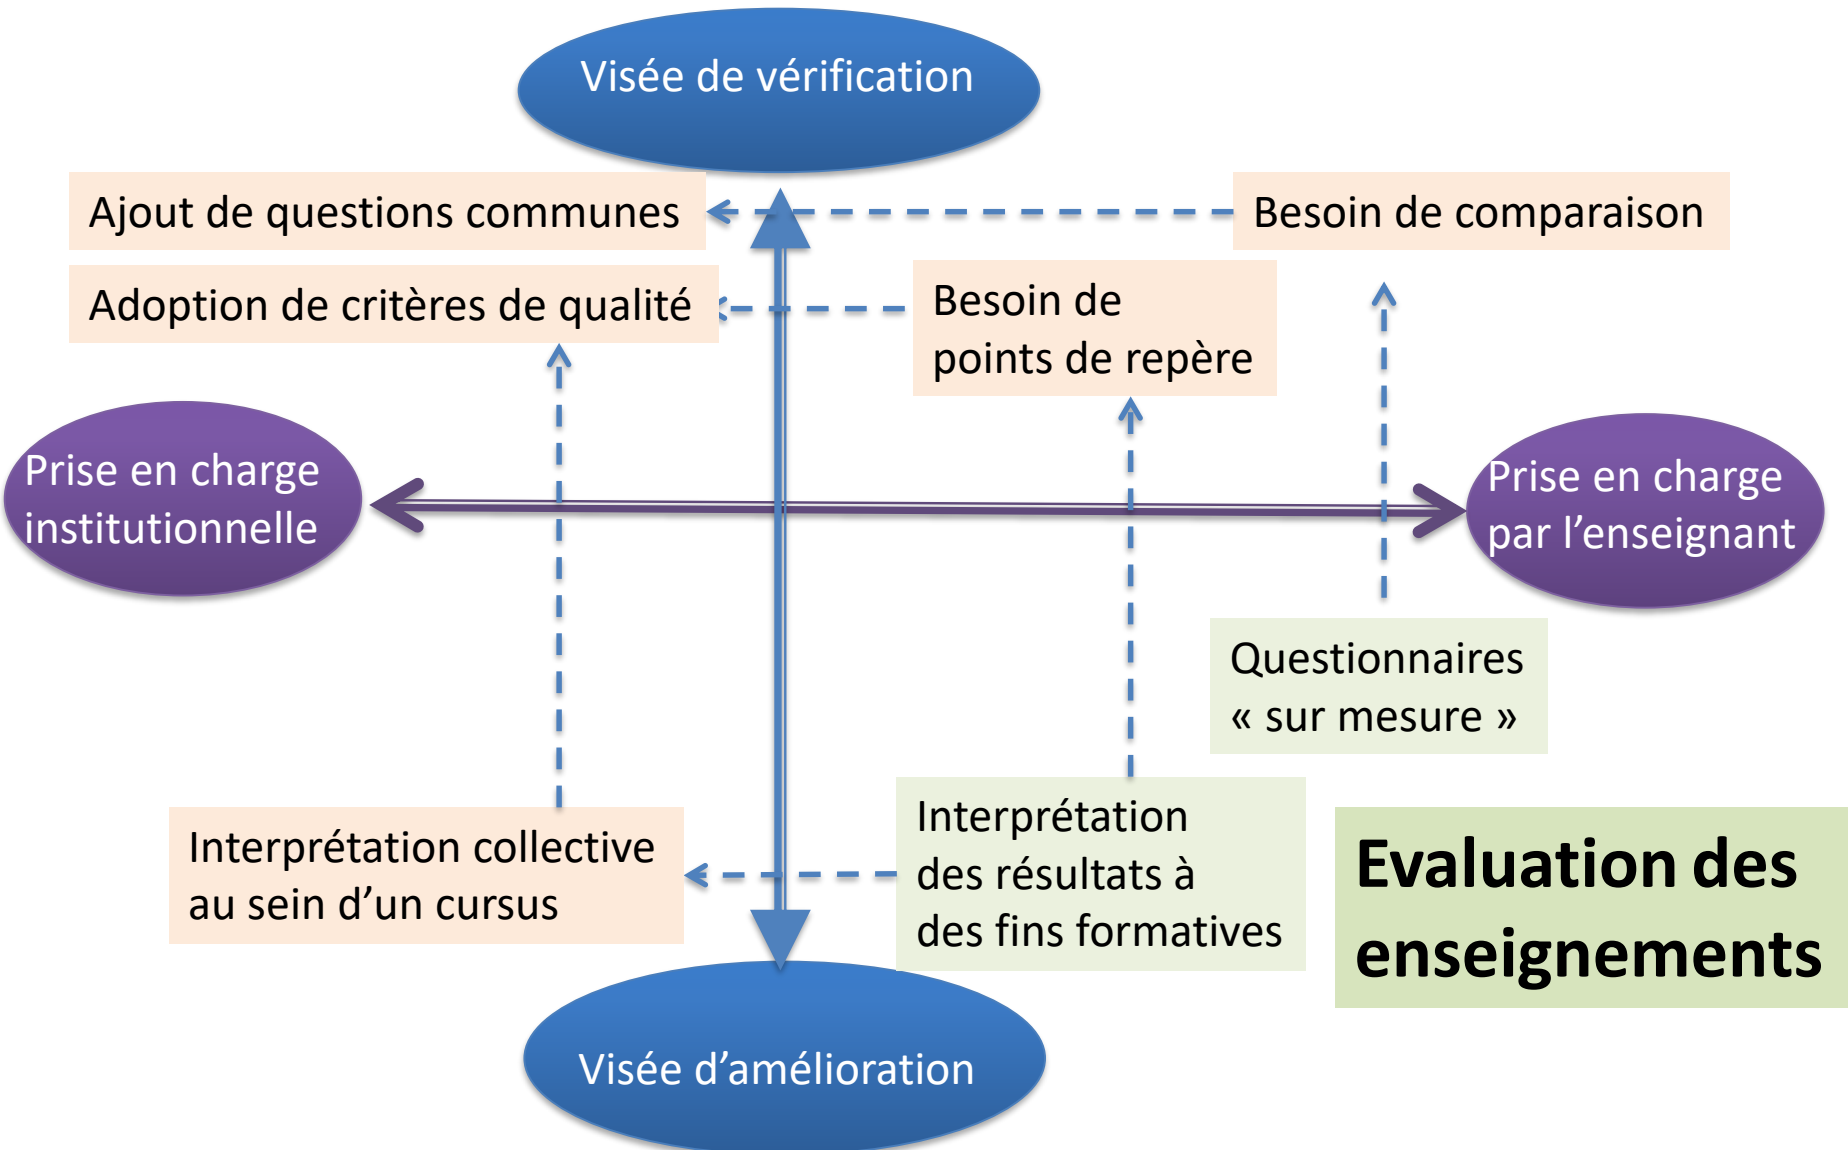 Visée de vérification
Ajout de questions communes
Besoin de comparaison
Adoption de critères de qualité
Besoin de
points de repère
Prise en charge
institutionnelle
Prise en charge
par l’enseignant
Questionnaires
« sur mesure »
Interprétation collective
au sein d’un cursus
Interprétation
des résultats à
des fins formatives
Evaluation des
enseignements
Visée d’amélioration